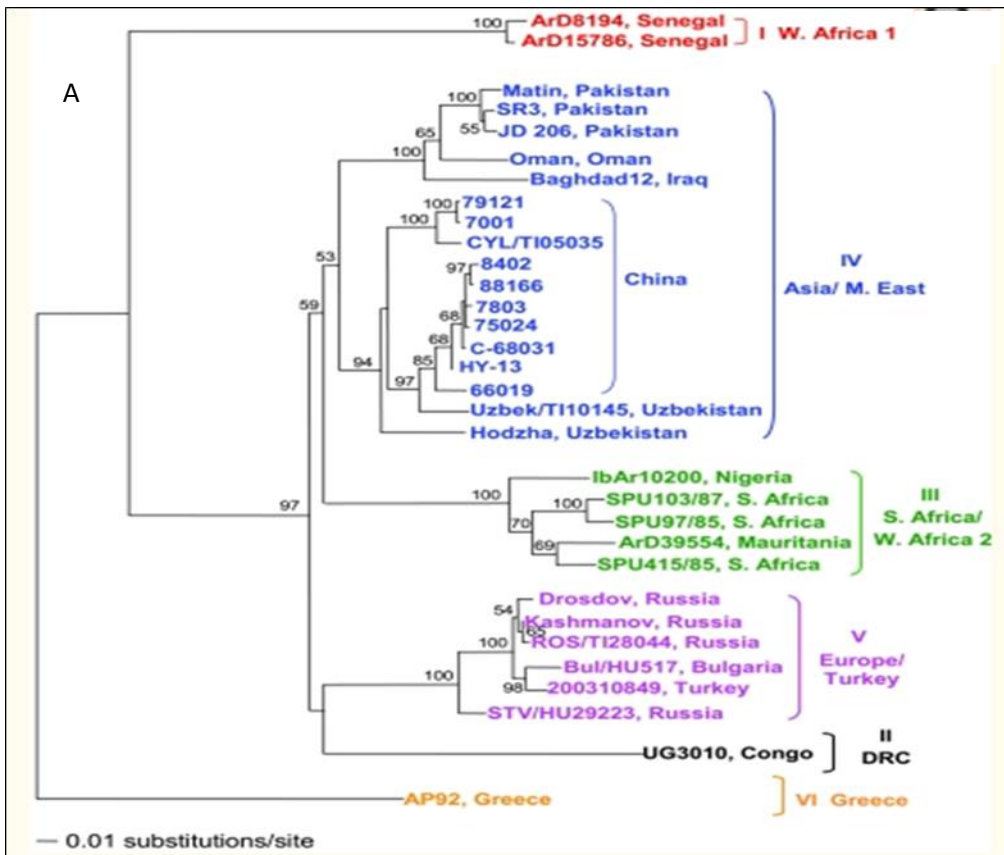 100 ArD8194, Senegal
ArD15786, Senegal
I W. Africa 1
A
100 Matin, Pakistan
SR3, Pakistan
55 JD 206, Pakistan
65
100 Oman, Oman
Baghdad12, Iraq
100 79121
100 7001
CYL/TI05035
97 8402
88166
China
IV
Asia/ M. East
53
59
7803
68 75024
68 C-68031
85 HY-13
94
97 66019
Uzbek/TI10145, Uzbekistan
Hodzha, Uzbekistan
IbAr10200, Nigeria
100
100 SPU103/87, S. Africa
70 SPU97/85, S. Africa
69 ArD39554, Mauritania
SPU415/85, S. Africa
III
S. Africa/
W. Africa 2
97
54 Drosdov, Russia
Kashmanov, Russia
65
ROS/TI28044, Russia
100
Bul/HU517, Bulgaria
98 200310849, Turkey
100
STV/HU29223, Russia
V
Europe/
Turkey
UG3010, Congo
II
DRC
AP92, Greece
VI Greece
0.01 substitutions/site